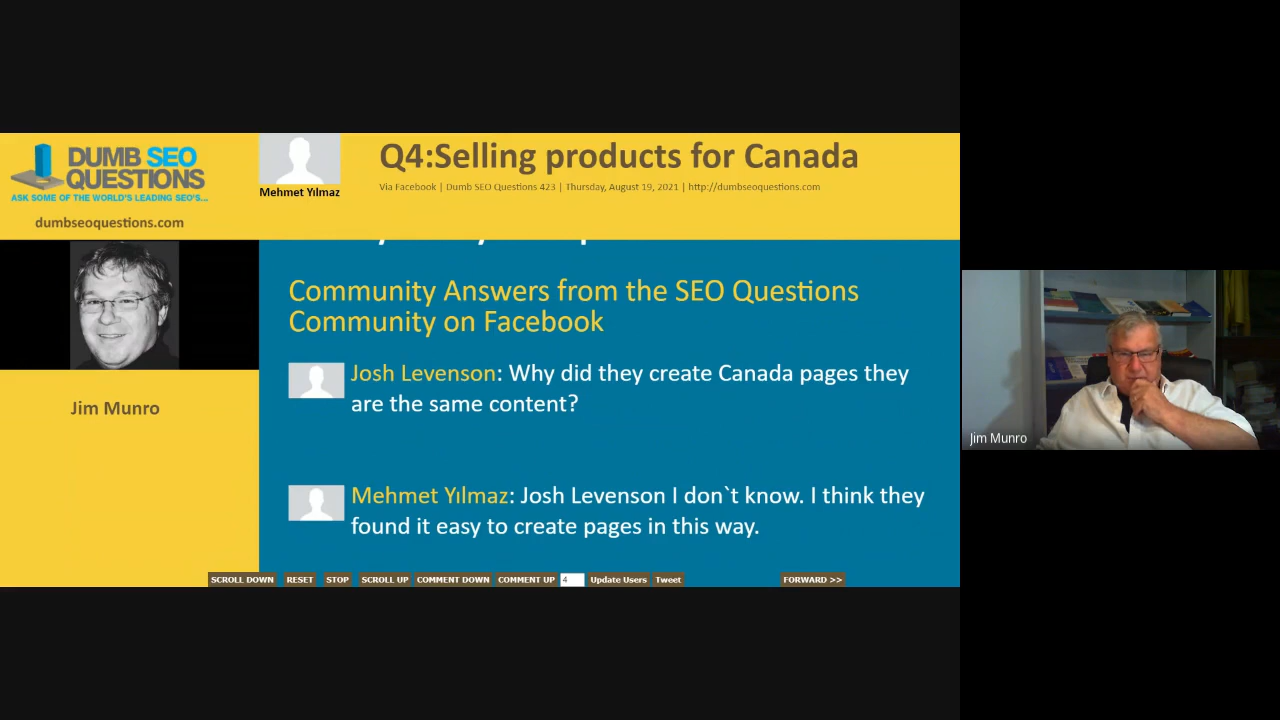 DUMB SEO
QUESTIONS
ASK SOME OF THE WORLD'S LEADING SEO'S...
dumbseoquestions.com
Mehmet Yılmaz
Q4:Selling products for Canada
Via Facebook | Dumb SEO Questions 423 | Thursday, August 19, 2021 | http://dumbseoquestions.com
Jim Munro
Community Answers from the SEO Questions
Community on Facebook
Josh Levenson: Why did they create Canada pages they
are the same content?
Mehmet Yılmaz: Josh Levenson I don`t know. I think they
found it easy to create pages in this way.
SCROLL DOWN RESET STOP SCROLL UP COMMENT DOWN COMMENT UP 4 Update Users Tweet FORWARD >>
Jim Munro